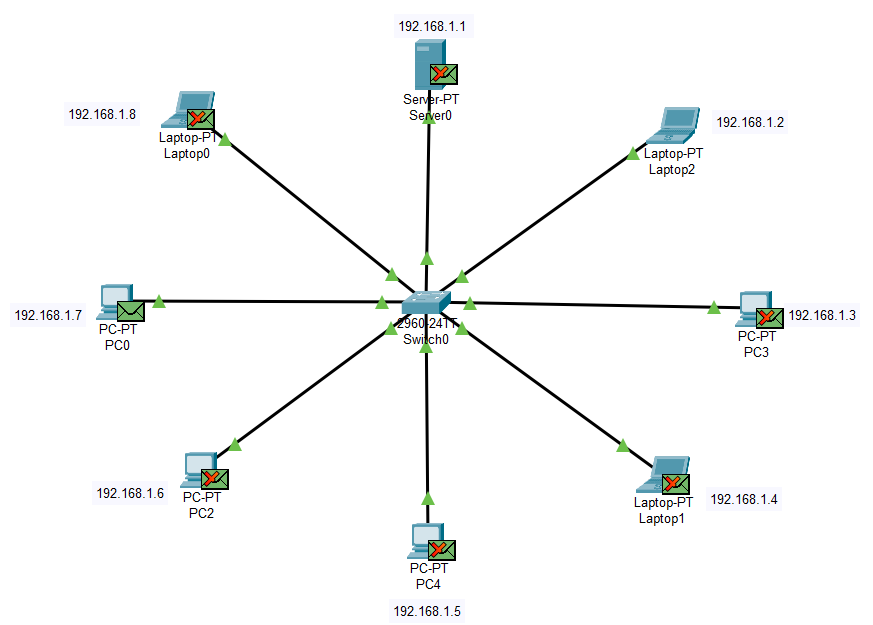 192.168.1.1
Server-PT
Server0
192.168.1.8
Laptop-PT
Laptop0
192.168.1.2
Laptop-PT
Laptop2
192.168.1.7
PC-PT
PC0
2960-24TT
Switch0
192.168.1.3
PC-PT
PC3
192.168.1.6
PC-PT
PC2
192.168.1.4
Laptop-PT
Laptop1
PC-PT
PC4
192.168.1.5